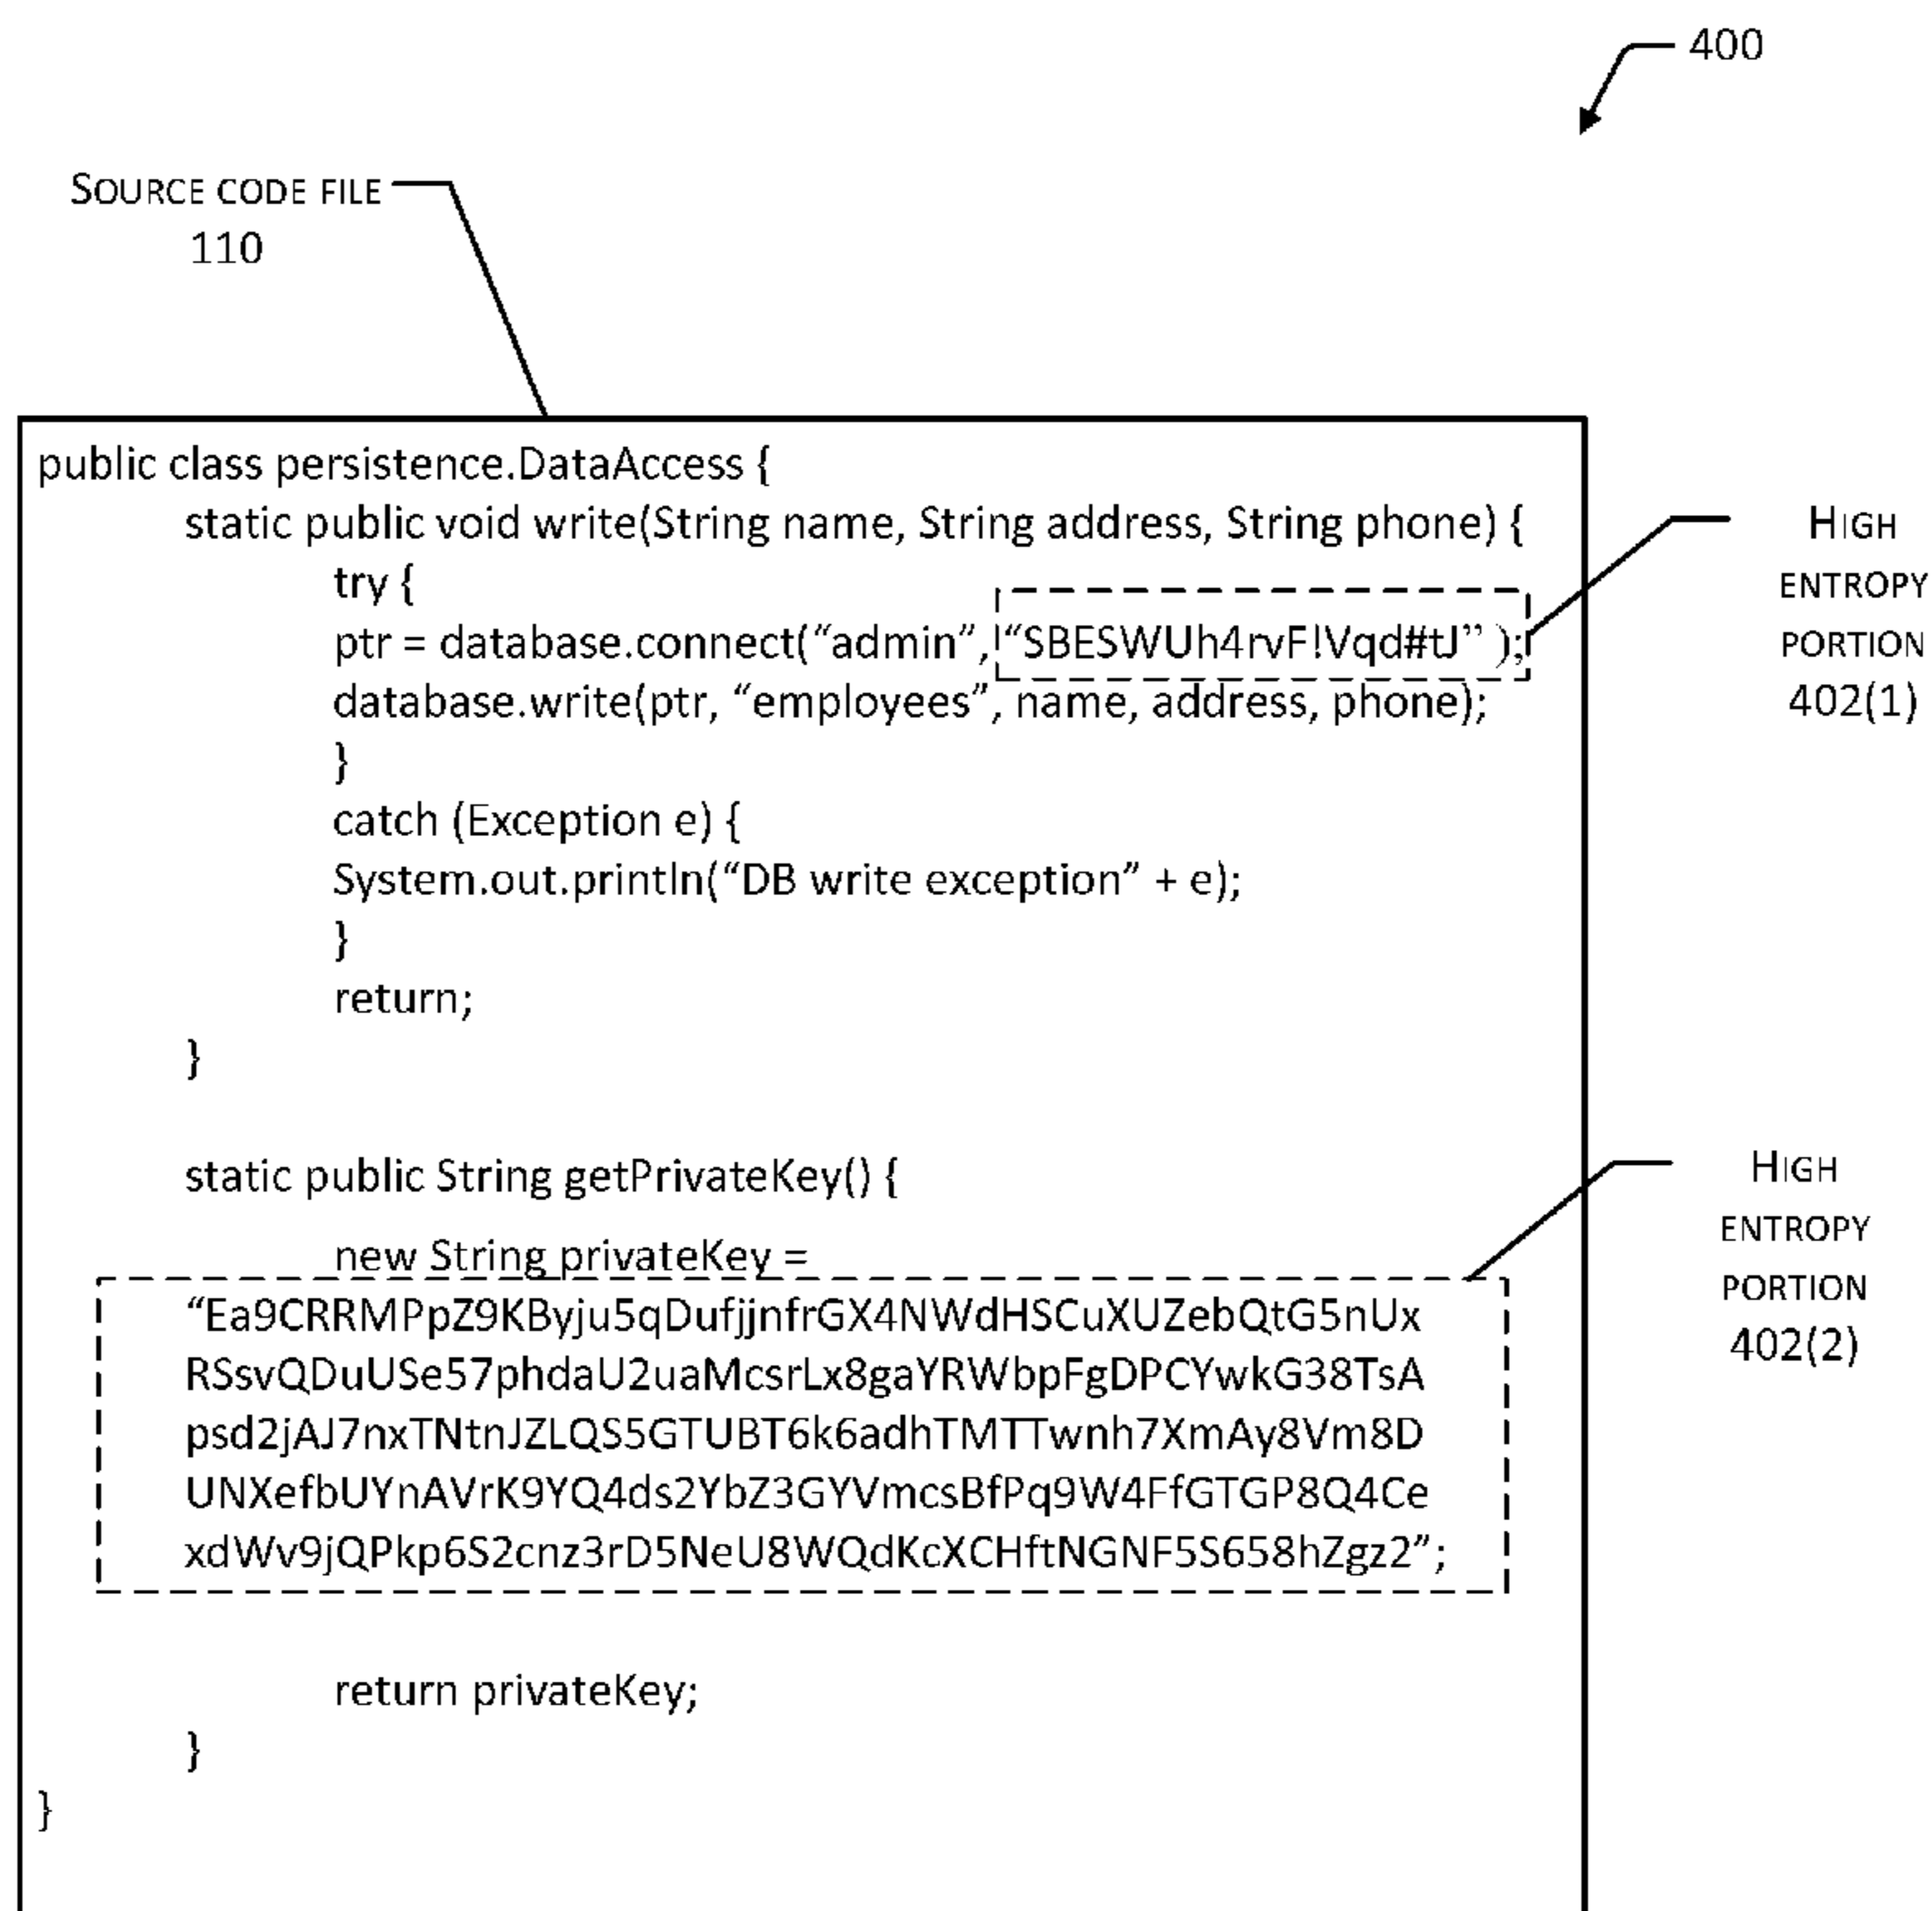 400
SOURCE CODE FILE
110
public class persistence.DataAccess {
static public void write(String name, String address, String phone) {
try {
ptr = database.connect(“admin”, “SBESWUh4rvF!Vqd#tJ” );
database.write(ptr, “employees”, name, address, phone);
}
catch (Exception e) {
System.out.println(“DB write exception” + e);
}
return;
}
HIGH
ENTROPY
PORTION
402(1)
static public String getPrivateKey() {
new String privateKey =
“Ea9CRRMPpZ9KByju5qDufjjnfrGX4NWdHSCuXUZebQtG5nUx
RSsvQDuUSe57phdaU2uaMcsrLx8gaYRWbpFgDPCYwkG38TsA
psd2jAJ7nxTNtnJZLQS5GTUBT6k6adhTMTTwnh7XmAy8Vm8D
UNXefbUYnAVrK9YQ4ds2YbZ3GYVmcsBfPq9W4FfGTGP8Q4Ce
xdWv9jQPkp6S2cnz3rD5NeU8WQdKcXCHftNGNF5S658hZgz2”;
return privateKey;
}
}
HIGH
ENTROPY
PORTION
402(2)